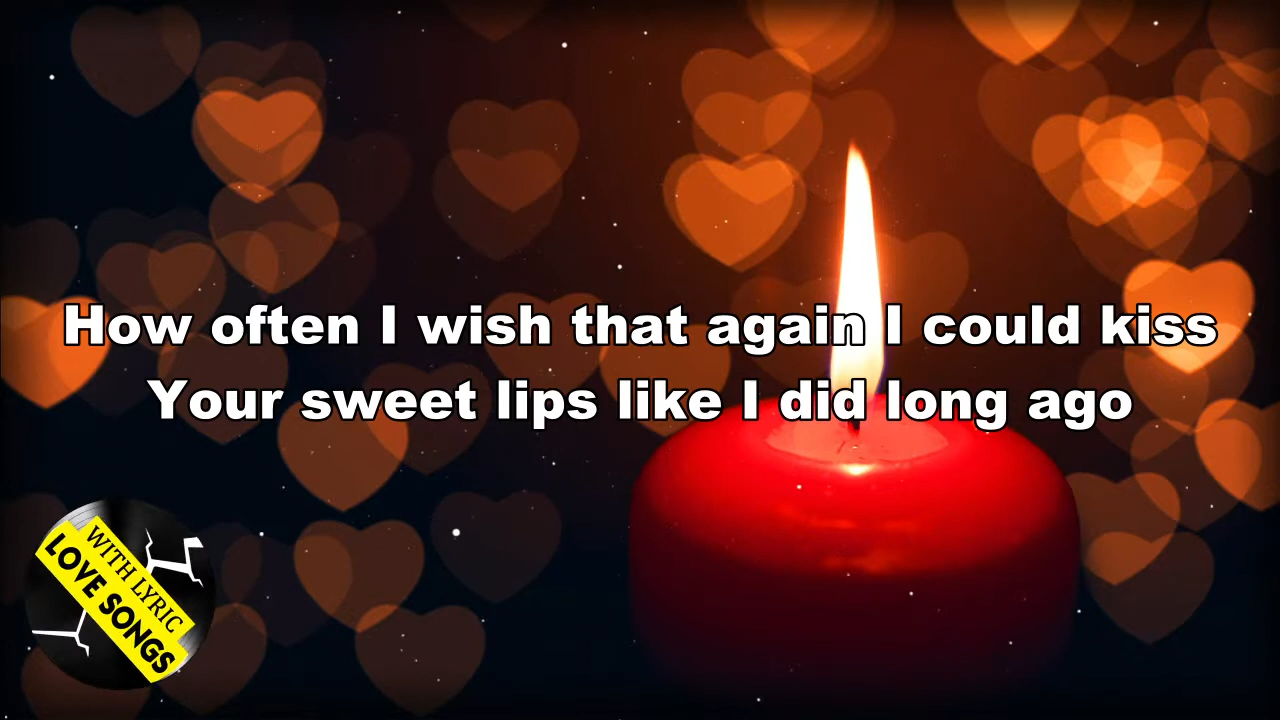 How often I wish that again I could kiss
Your sweet lips like I did long ago
WITH LYRIC
LOVE SONGS